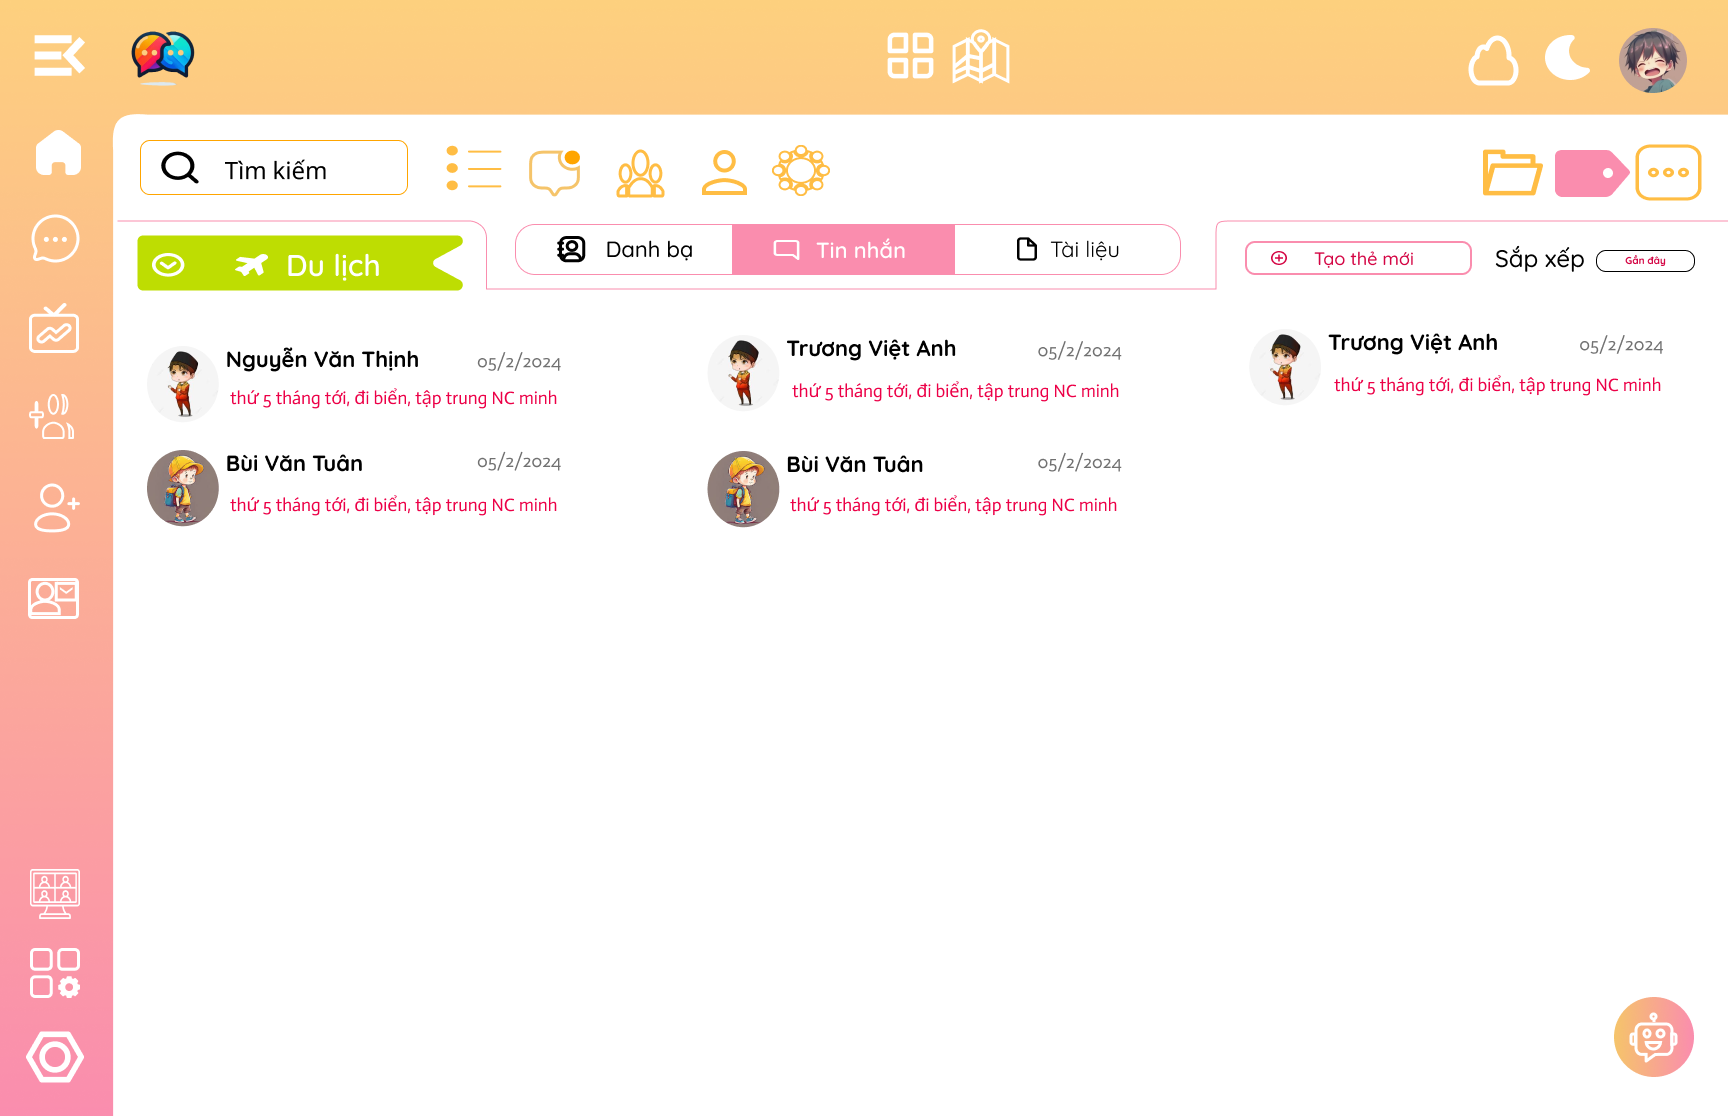 Tìm kiếm
Du lịch
Danh bạ
Tin nhắn
Tài liệu
Tạo thẻ mới
Sắp xếp
Gần đây
Nguyễn Văn Thịnh
05/2/2024
thứ 5 tháng tới, đi biển, tập trung NC minh
Trương Việt Anh
05/2/2024
thứ 5 tháng tới, đi biển, tập trung NC minh
Trương Việt Anh
05/2/2024
thứ 5 tháng tới, đi biển, tập trung NC minh
Bùi Văn Tuân
05/2/2024
thứ 5 tháng tới, đi biển, tập trung NC minh
Bùi Văn Tuân
05/2/2024
thứ 5 tháng tới, đi biển, tập trung NC minh